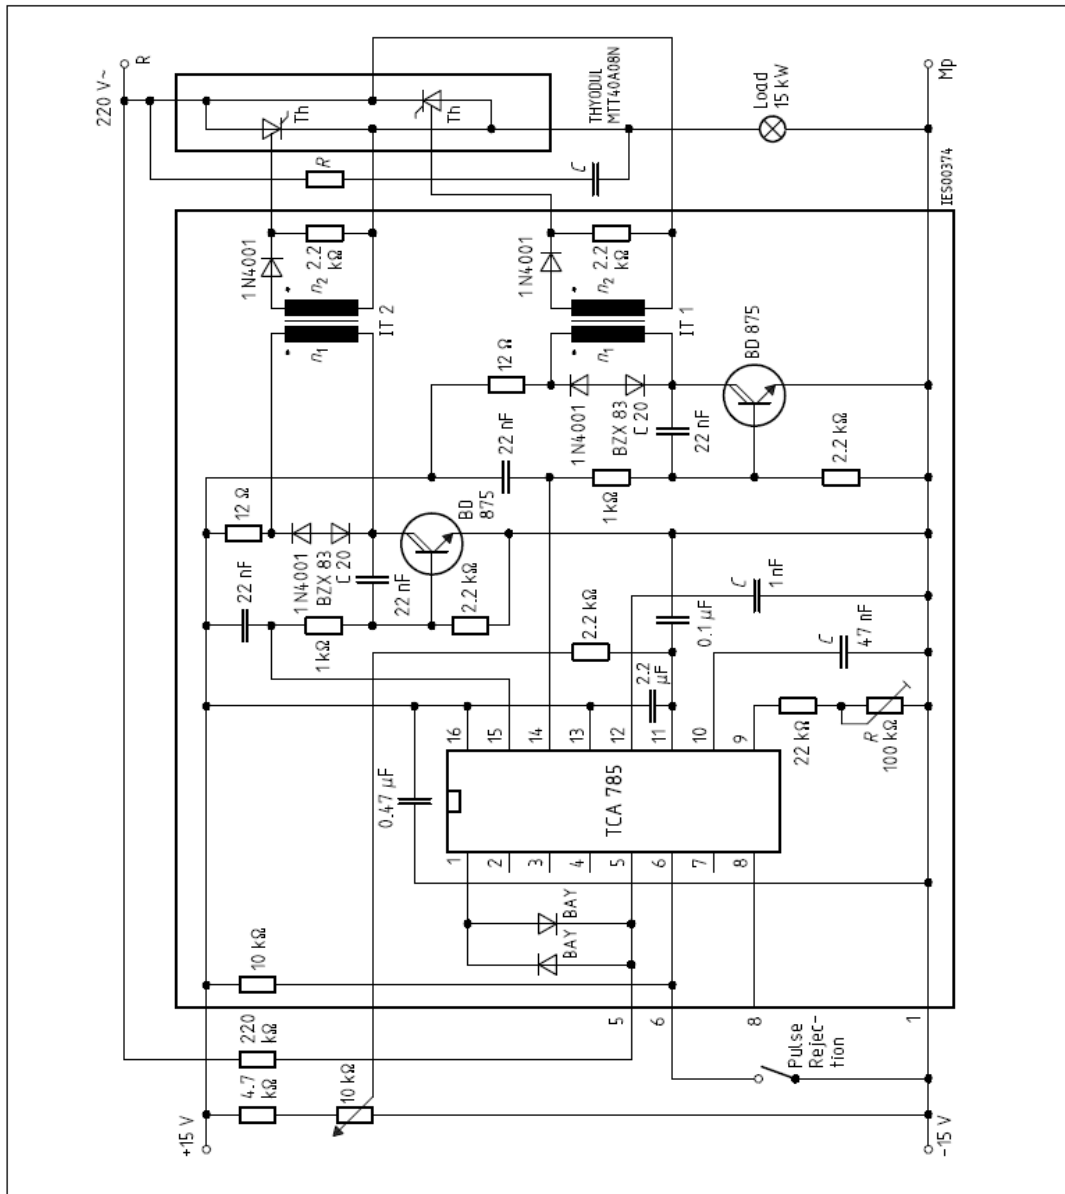 220 V~
R
Th
Th
THYODUL
MTT40A08N
Load
15 kW
Mp
IES00374
R
C
1N4001
2.2
kΩ
n2
n1
IT 2
1N4001
2.2
kΩ
n2
n1
IT 1
12 Ω
22 nF
1N4001
BZX 83
C 20
22 nF
BD 875
1 kΩ
2.2 kΩ
12 Ω
22 nF
1N4001
BZX 83
C 20
22 nF
BD
875
1 kΩ
2.2 kΩ
2.2 kΩ
0.1 µF
C
1 nF
C
47 nF
2.2
µF
22 kΩ
R
100 kΩ
0.47 µF
16
15
14
13
12
11
10
9
TCA 785
1
2
3
4
5
6
7
8
BAY
BAY
10 kΩ
220
kΩ
5
6
8
1
4.7
kΩ
10 kΩ
Pulse
Rejec-
tion
+15 V
-15 V